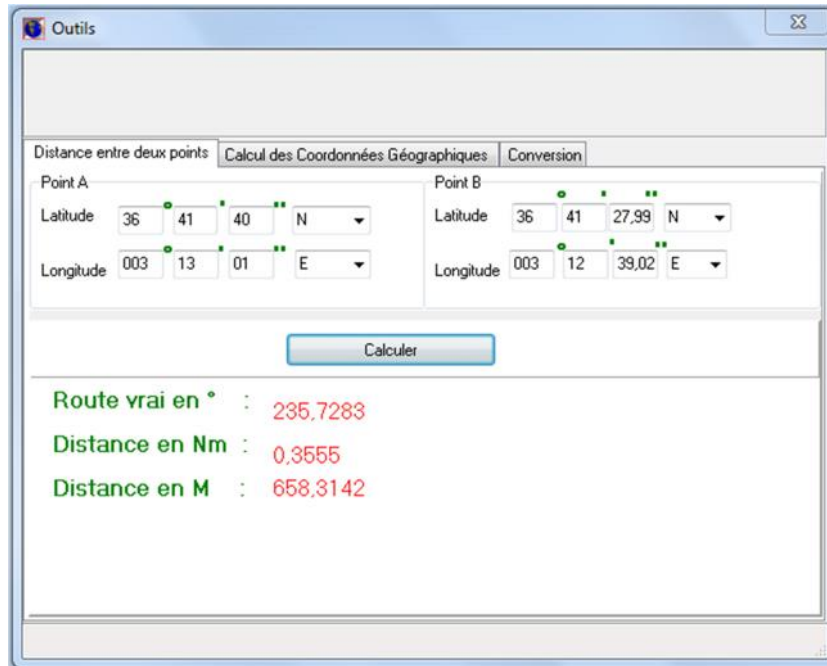 Outils
Distance entre deux points Calcul des Coordonnées Géographiques Conversion
Point A
Latitude 36 ° 41 ' 40 '' N
Longitude 003 ° 13 ' 01 '' E
Point B
Latitude 36 ° 41 ' 27,99 '' N
Longitude 003 ° 12 ' 39,02 '' E
Calculer
Route vrai en ° : 235,7283
Distance en Nm : 0,3555
Distance en M : 658,3142